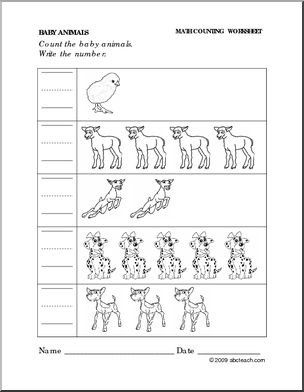 BABY ANIMALS MATH COUNTING WORKSHEET
Count the baby animals.
Write the number.
Name Date
© 2009 abcteach.com